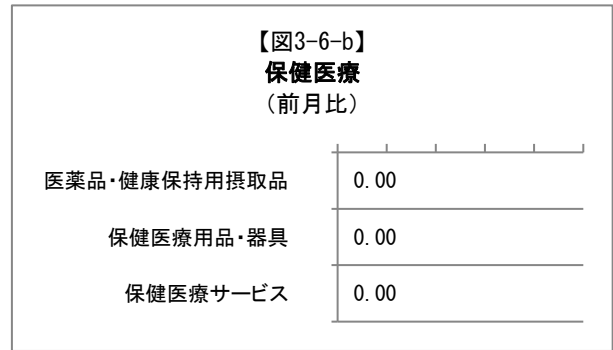 【図3-6-b】
保健医療
（前月比）
医薬品・健康保持用摂取品 0.00
保健医療用品・器具 0.00
保健医療サービス 0.00